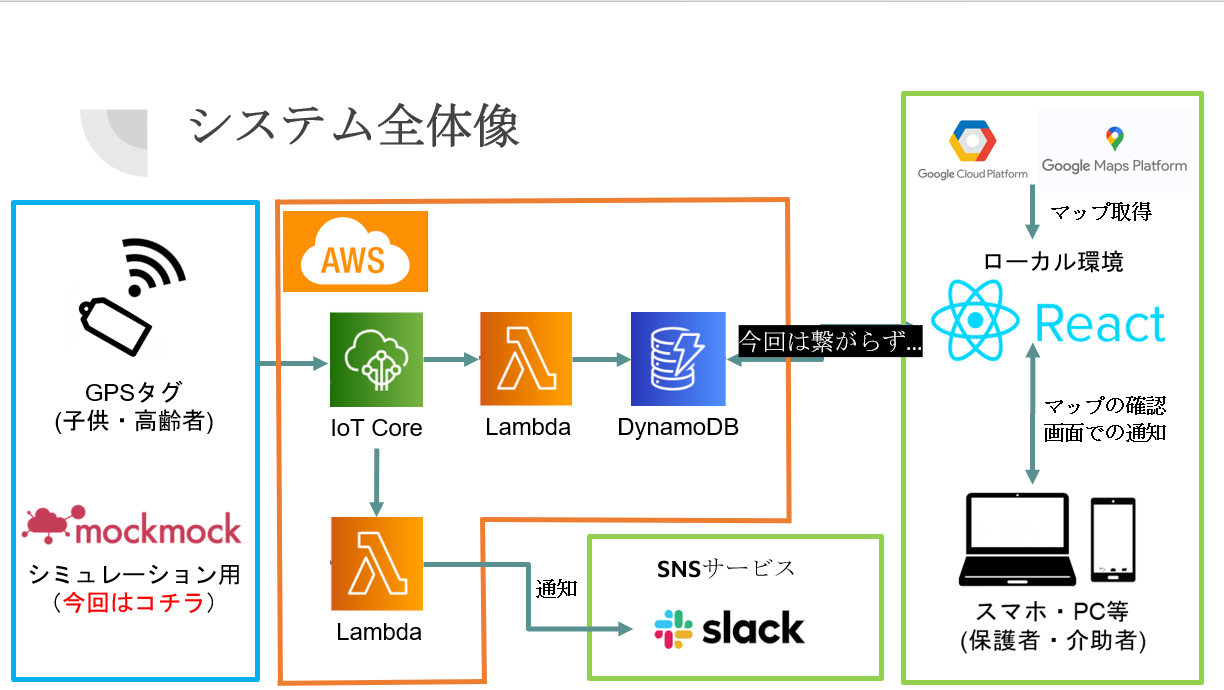 システム全体像
GPSタグ
(子供・高齢者)
mockmock
シミュレーション用
（今回はコチラ）
AWS
IoT Core
Lambda
DynamoDB
Lambda
通知
SNSサービス
slack
今回は繋がらず...
Google Cloud Platform
Google Maps Platform
マップ取得
ローカル環境
React
マップの確認
画面での通知
スマホ・PC等
(保護者・介助者)